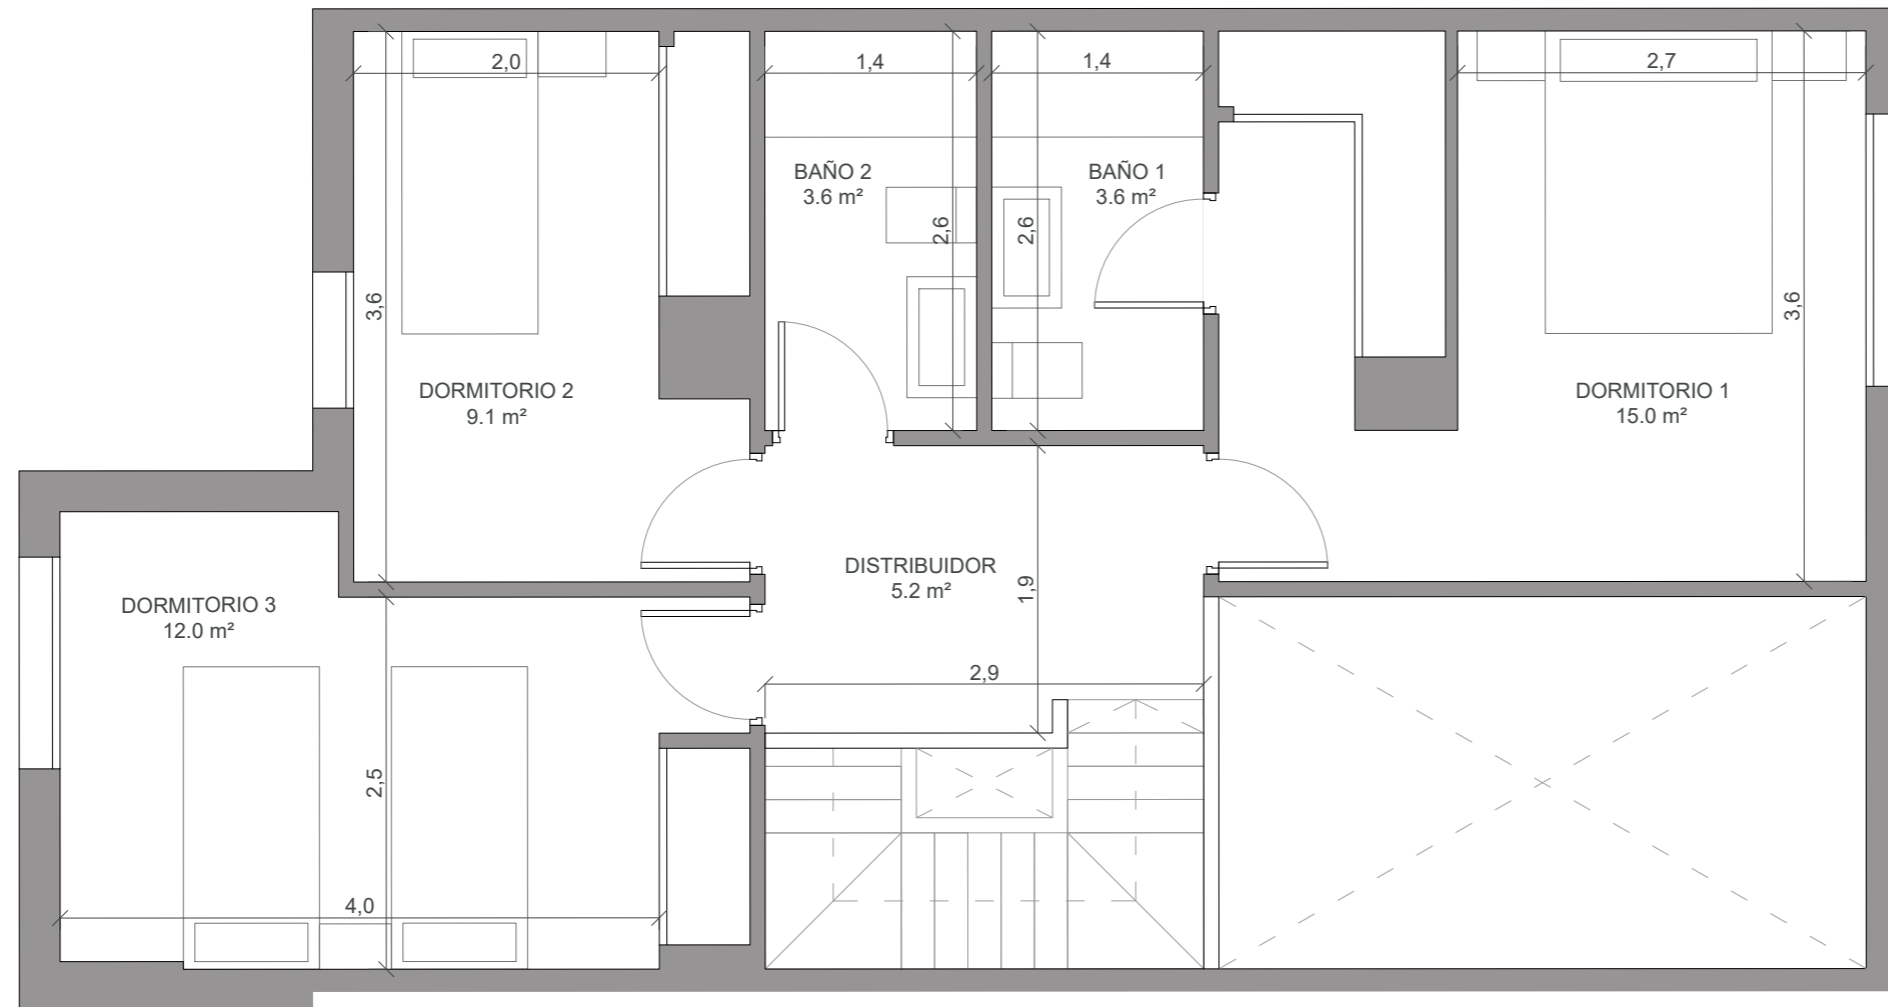 2,0
1,4
1,4
2,7
BAÑO 2
3.6 m²
BAÑO 1
3.6 m²
2,6
2,6
3,6
3,6
DORMITORIO 2
9.1 m²
DORMITORIO 1
15.0 m²
DISTRIBUIDOR
5.2 m²
1,9
DORMITORIO 3
12.0 m²
2,9
2,5
4,0